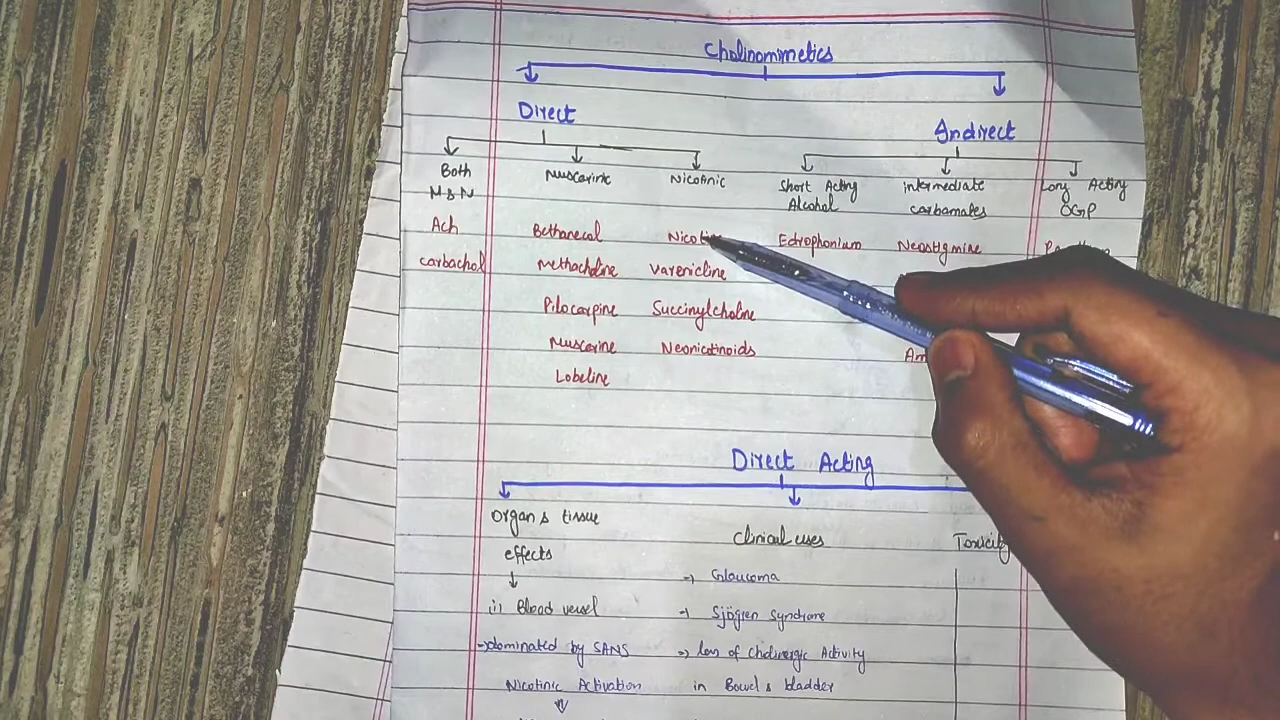 Cholinomimetics
Direct
Indirect
Both M & N
Muscarinic
Nicotinic
Short Acting Alcohol
intermediate carbamates
Long Acting OGP
Ach
Bethanecol
Edrophonium
Neostigmine
carbachol
Methacholine
Varenicline
Pilocarpine
Succinylcholine
Muscarine
Neonicotinoids
Lobeline
Direct Acting
organ & tissue effects
Clinical uses
Toxicity
→ Glaucoma
i) Blood vessel
→ Sjögren Syndrome
→ dominated by SANS
→ loss of cholinergic Activity
Nicotinic Activation
in Bowel & bladder